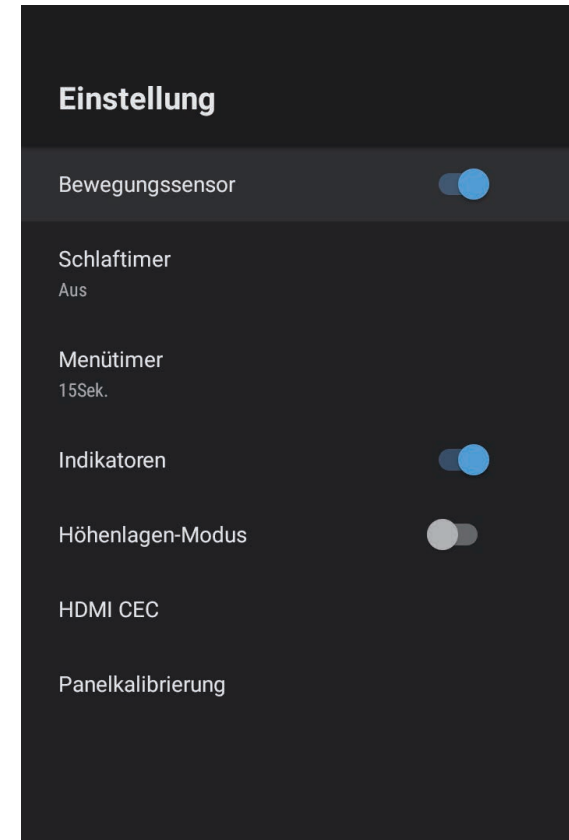 Einstellung
Bewegungssensor
Schlaftimer
Aus
Menütimer
15Sek.
Indikatoren
Höhenlagen-Modus
HDMI CEC
Panelkalibrierung